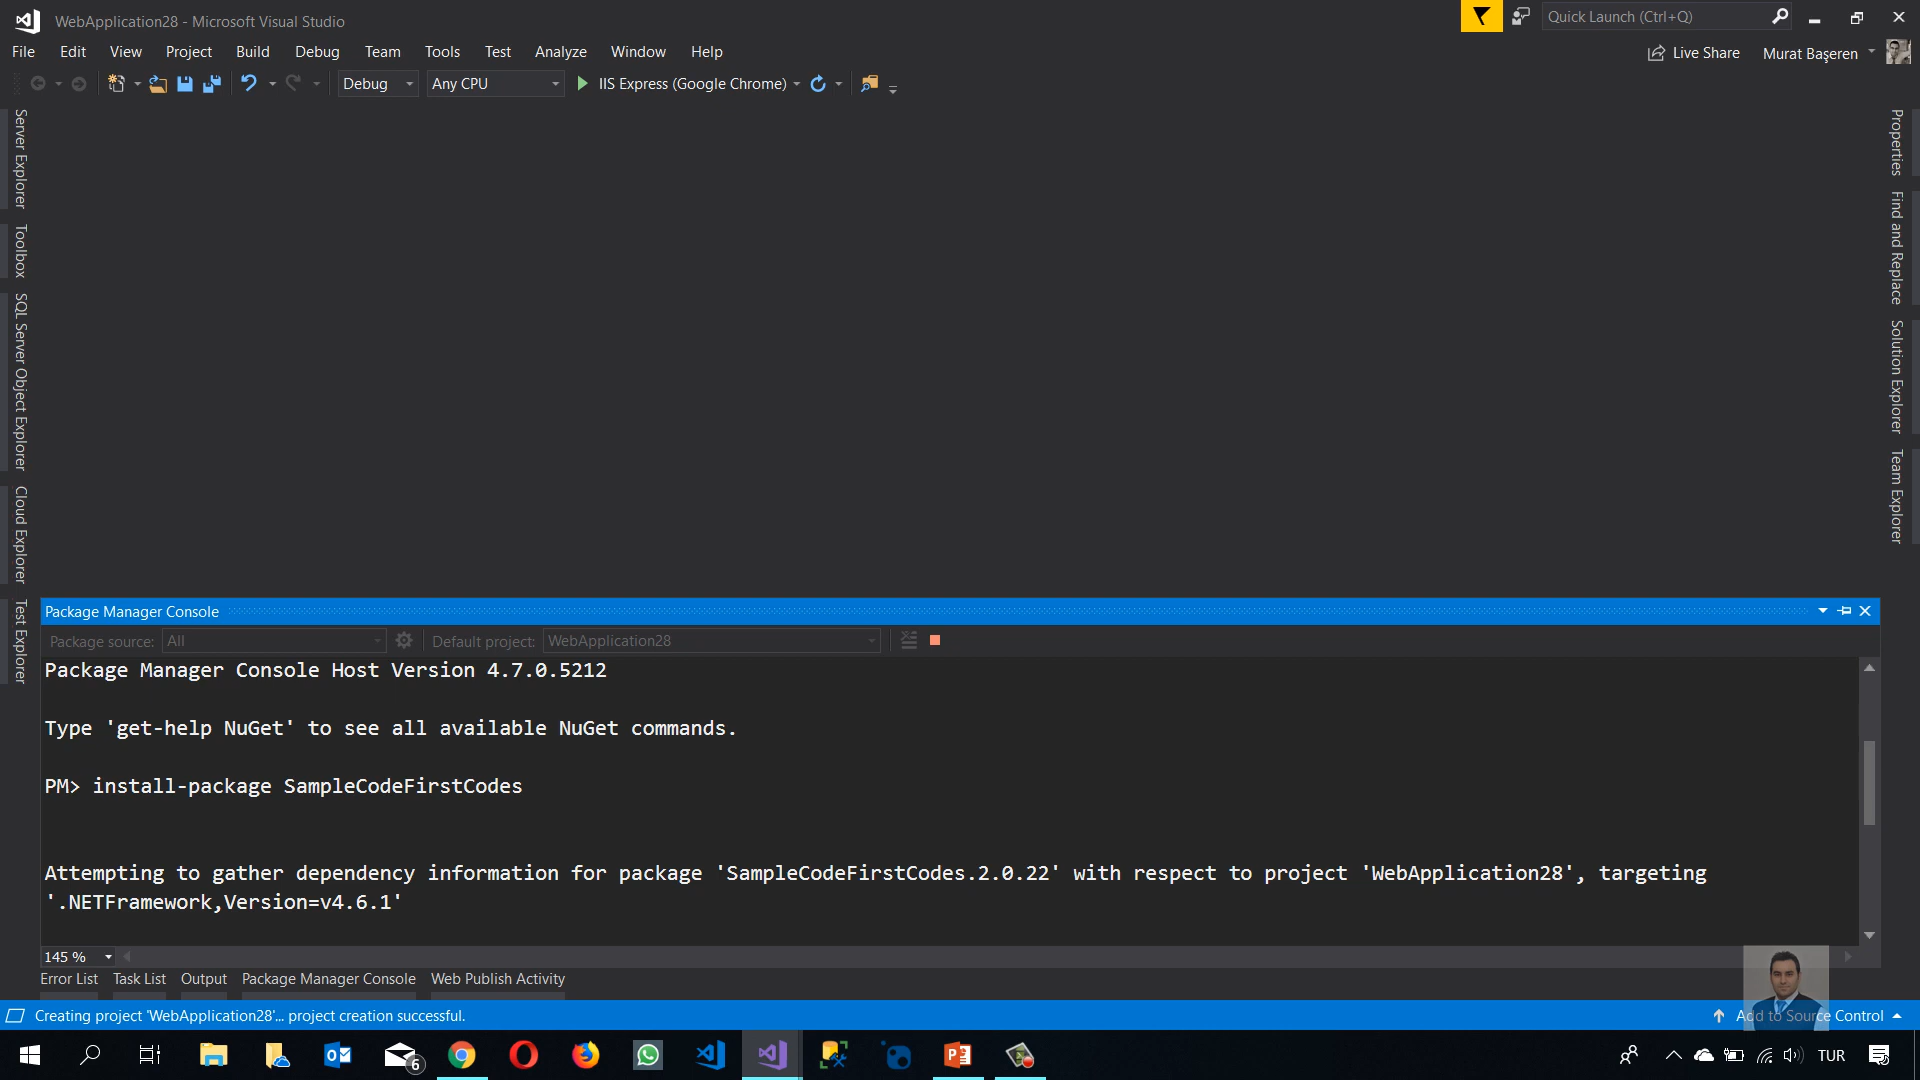 WebApplication28 - Microsoft Visual Studio
Quick Launch (Ctrl+Q)
File Edit View Project Build Debug Team Tools Test Analyze Window Help
Live Share Murat Başeren
Debug Any CPU IIS Express (Google Chrome)
Server Explorer
Toolbox
SQL Server Object Explorer
Cloud Explorer
Test Explorer
Properties
Find and Replace
Solution Explorer
Team Explorer
Package Manager Console
Package source: All Default project: WebApplication28
Package Manager Console Host Version 4.7.0.5212
Type 'get-help NuGet' to see all available NuGet commands.
PM> install-package SampleCodeFirstCodes
Attempting to gather dependency information for package 'SampleCodeFirstCodes.2.0.22' with respect to project 'WebApplication28', targeting
'.NETFramework,Version=v4.6.1'
145 %
Error List Task List Output Package Manager Console Web Publish Activity
Creating project 'WebApplication28'... project creation successful.
Add to Source Control
6
TUR